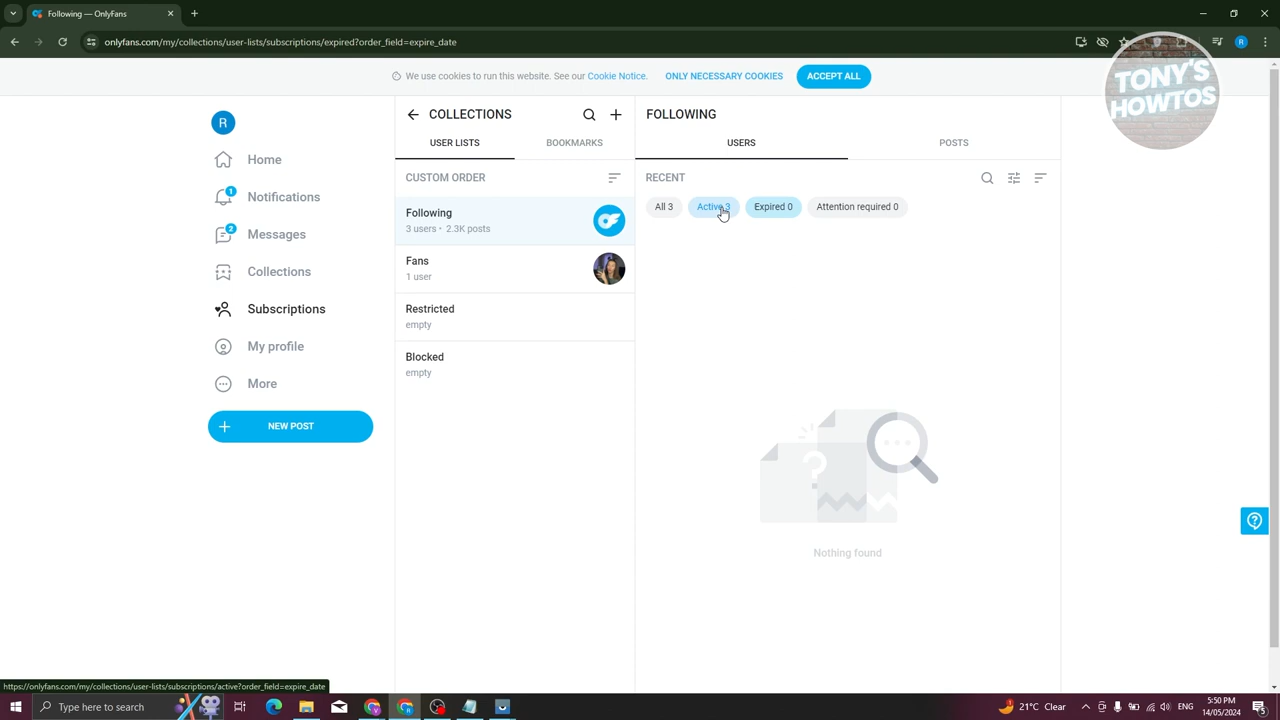 Following - OnlyFans
onlyfans.com/my/collections/user-lists/subscriptions/expired?order_field=expire_date
We use cookies to run this website. See our Cookie Notice.
ONLY NECESSARY COOKIES
ACCEPT ALL
TONY'S
HOWTOS
R
Home
1
Notifications
2
Messages
Collections
Subscriptions
My profile
More
NEW POST
COLLECTIONS
USER LISTS
BOOKMARKS
CUSTOM ORDER
Following
3 users • 2.3K posts
Fans
1 user
Restricted
empty
Blocked
empty
FOLLOWING
USERS
POSTS
RECENT
All 3
Active 3
Expired 0
Attention required 0
Nothing found
https://onlyfans.com/my/collections/user-lists/subscriptions/active?order_field=expire_date
Type here to search
21°C Clear
5:50 PM
14/05/2024